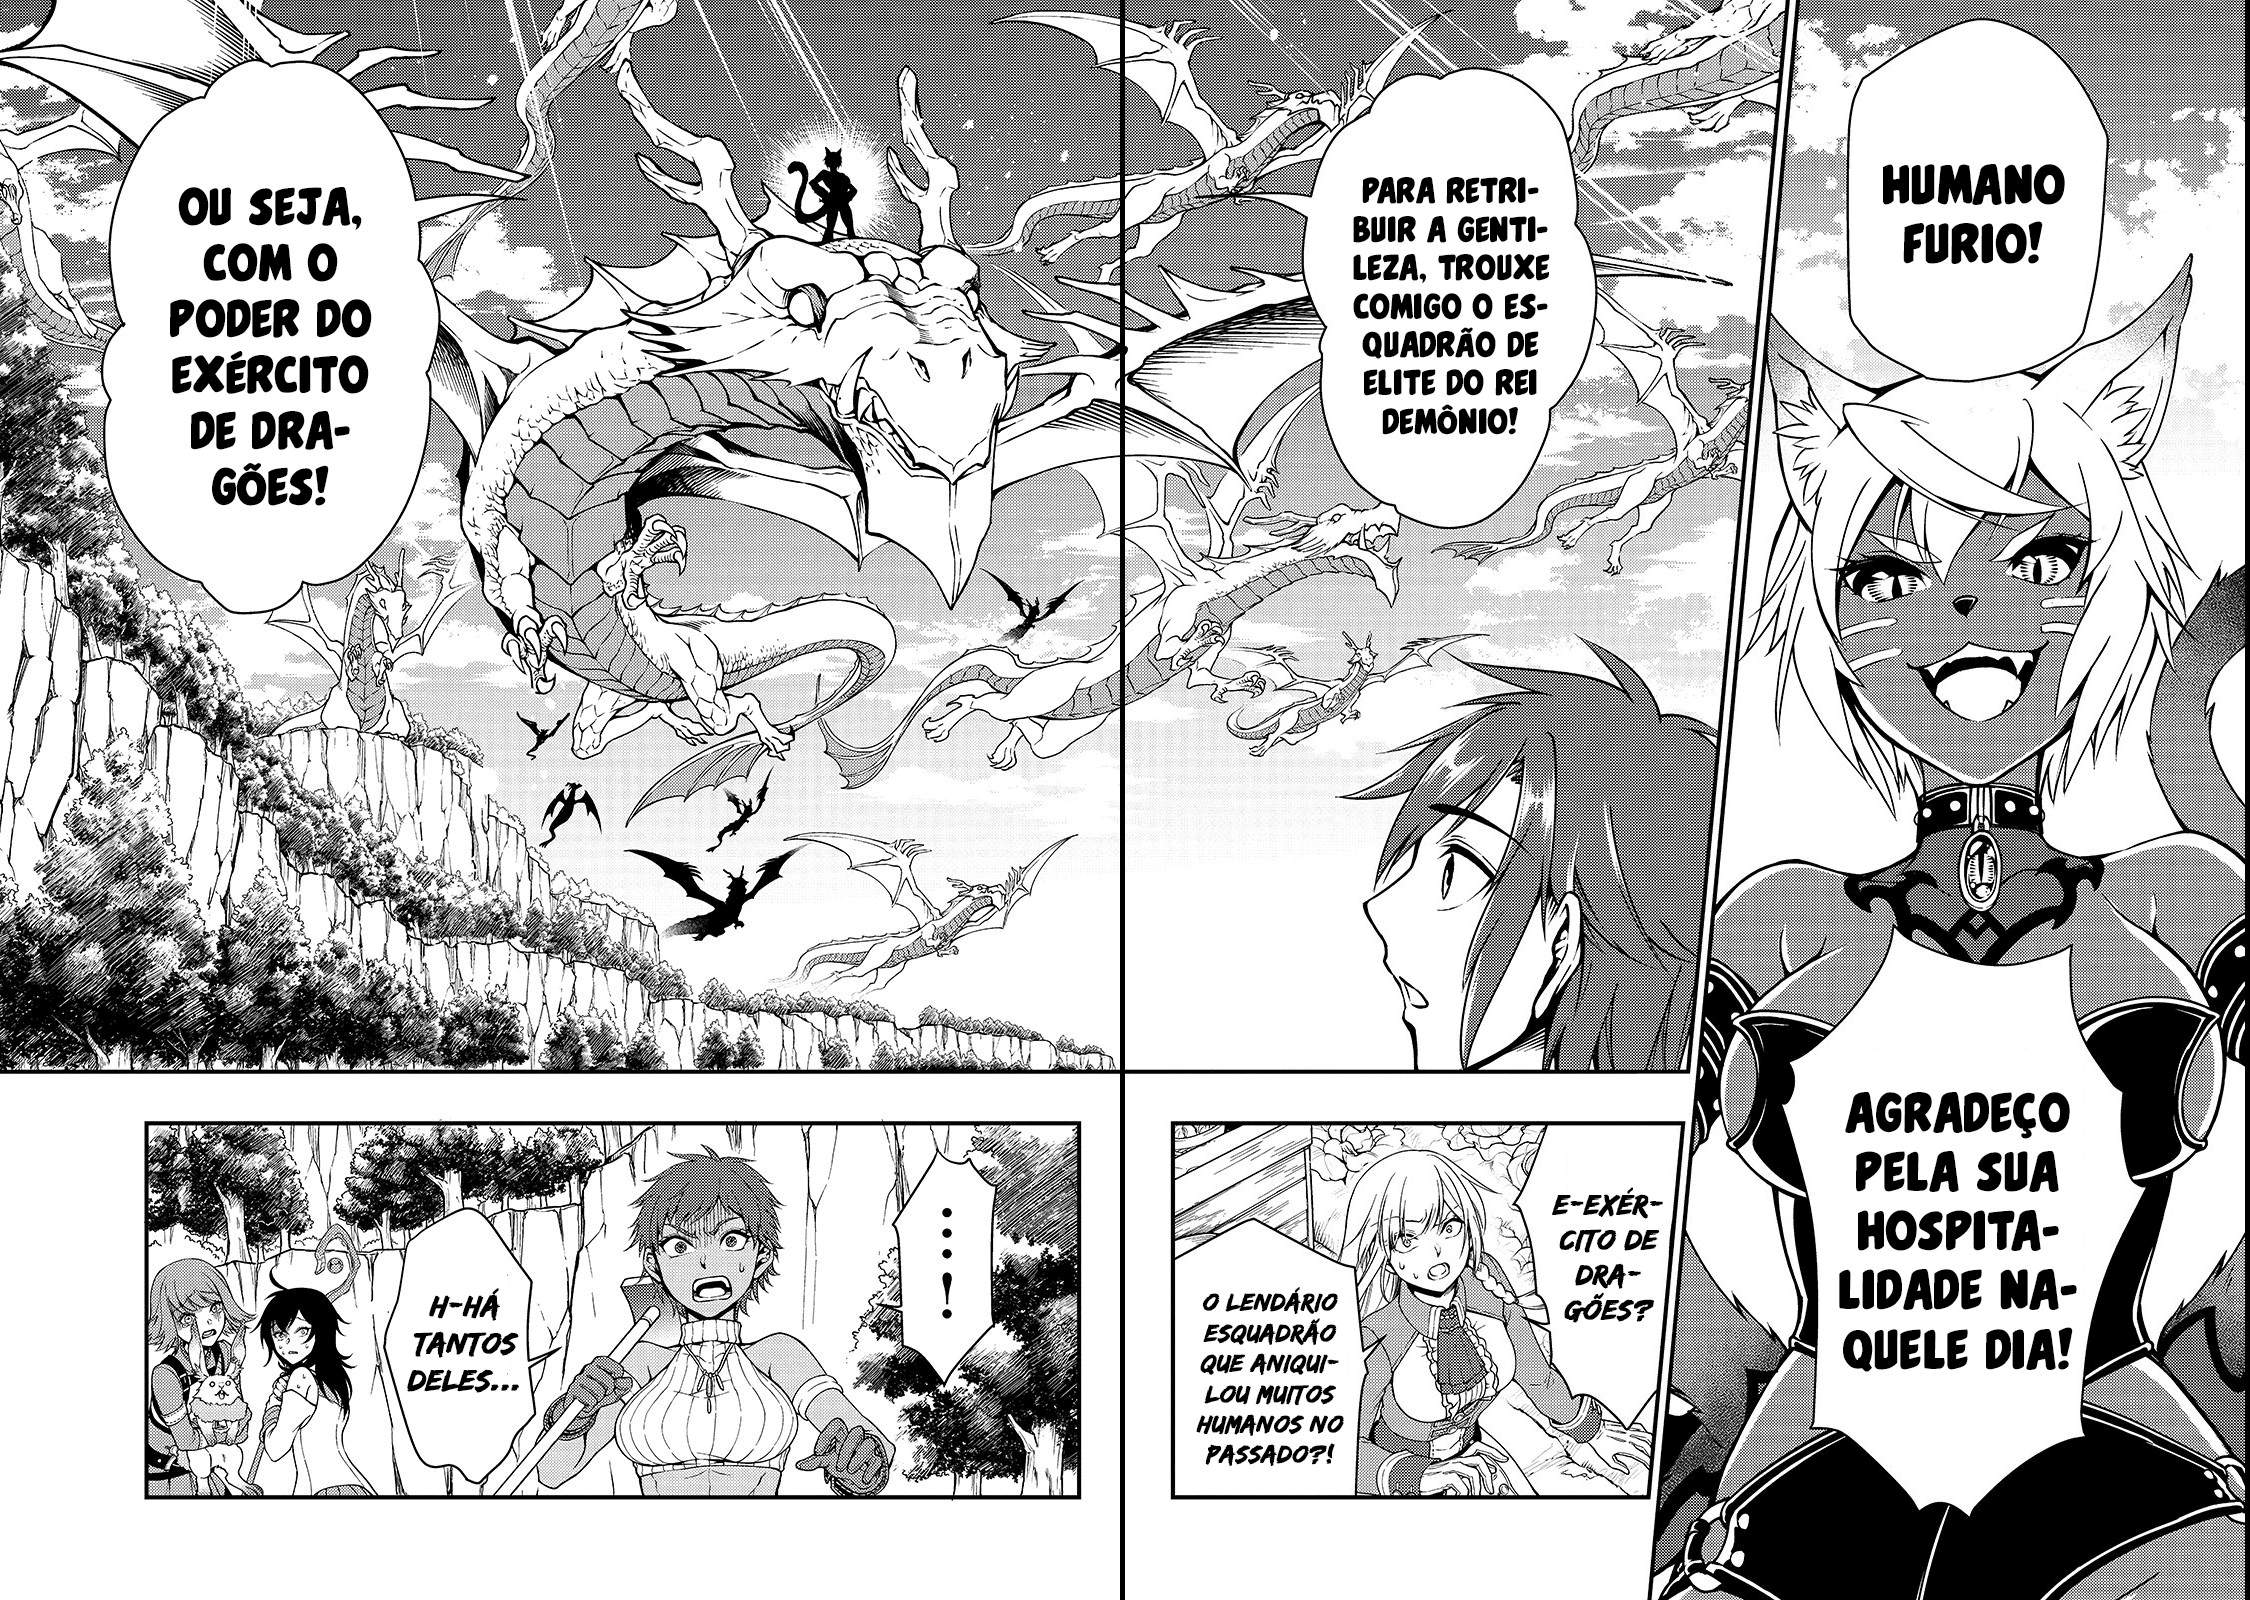 HUMANO
FURIO!
AGRADEÇO
PELA SUA
HOSPITA-
LIDADE NA-
QUELE DIA!
PARA RETRI-
BUIR A GENTI-
LEZA, TROUXE
COMIGO O ES-
QUADRÃO DE
ELITE DO REI
DEMÔNIO!
OU SEJA,
COM O
PODER DO
EXÉRCITO
DE DRA-
GÕES!
E-EXÉR-
CITO DE
DRA-
GÕES?
O LENDÁRIO
ESQUADRÃO
QUE ANIQUI-
LOU MUITOS
HUMANOS NO
PASSADO?!
...!
H-HÁ
TANTOS
DELES...